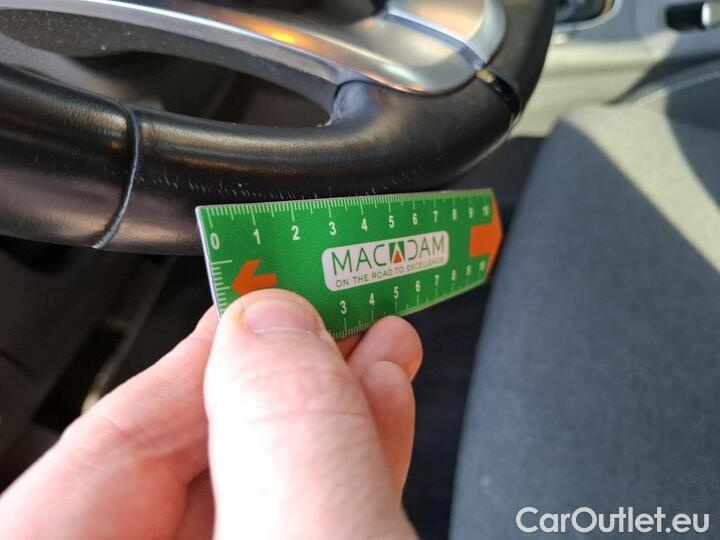 0 1 2 3 4 5 6 7 8 9 10
MACADAM
ON THE ROAD TO EXCELLENCE
3 4 5 6 7 8 9 10
CarOutlet.eu